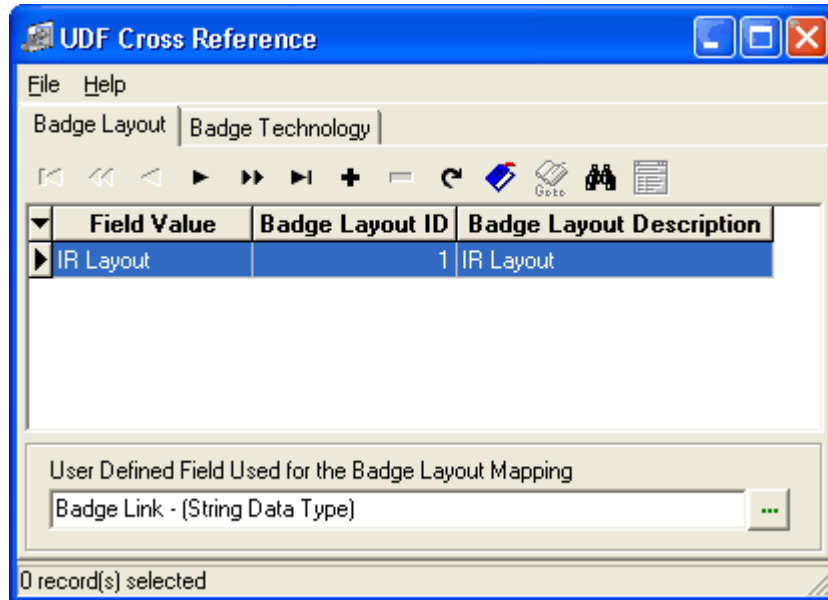 UDF Cross Reference
File Help
Badge Layout Badge Technology
Goto
Field Value Badge Layout ID Badge Layout Description
IR Layout 1 IR Layout
User Defined Field Used for the Badge Layout Mapping
Badge Link - (String Data Type)
...
0 record(s) selected